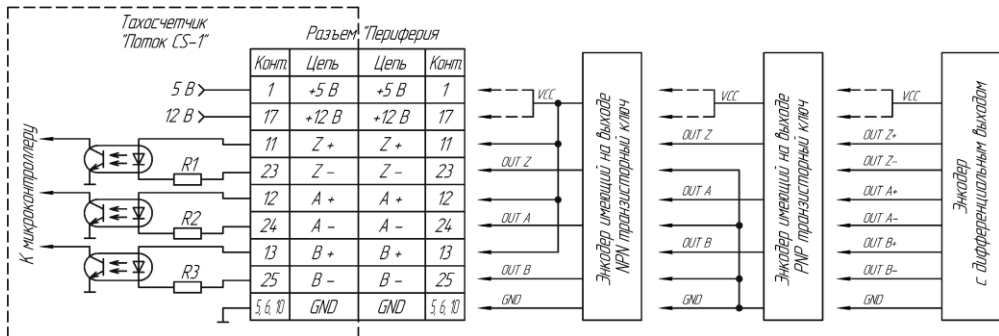 Тахосчетчик
"Поток CS-1"
Разъем "Периферия
Конт. Цепь Цепь Конт.
5 В 1 +5 В +5 В 1
12 В 17 +12 В +12 В 17
11 Z + Z + 11
R1 23 Z - Z - 23
12 A + A + 12
R2 24 A - A - 24
13 B + B + 13
R3 25 B - B - 25
5, 6, 10 GND GND 5, 6, 10
К микроконтроллеру
VCC
OUT Z
OUT A
OUT B
GND
Энкодер имеющий на выходе
NPN транзисторный ключ
VCC
OUT Z
OUT A
OUT B
GND
Энкодер имеющий на выходе
PNP транзисторный ключ
VCC
OUT Z+
OUT Z-
OUT A+
OUT A-
OUT B+
OUT B-
GND
Энкодер
с дифференциальным выходом